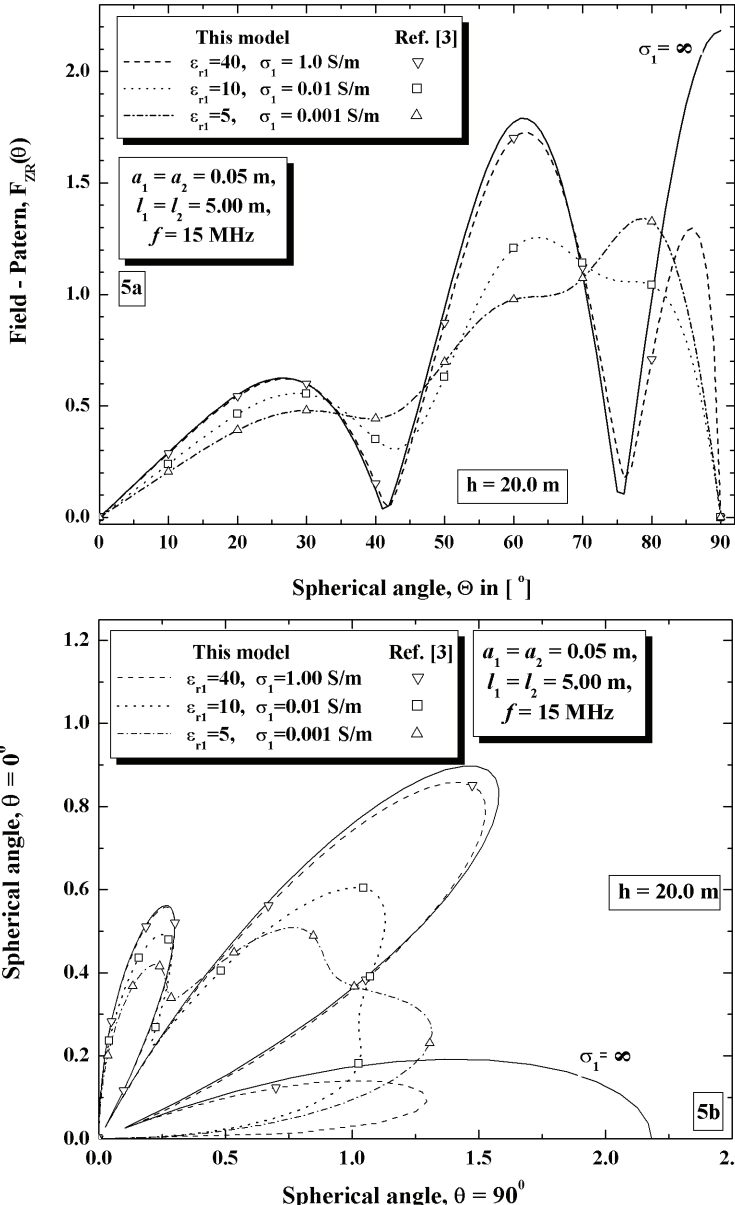 This model Ref. [3]
εr1=40, σ1 = 1.0 S/m
εr1=10, σ1 = 0.01 S/m
εr1=5, σ1 = 0.001 S/m
σ1= ∞
a1 = a2 = 0.05 m,
l1 = l2 = 5.00 m,
f = 15 MHz
5a
h = 20.0 m
Field - Patern, FZR(θ)
2.0
1.5
1.0
0.5
0.0
0 10 20 30 40 50 60 70 80 90
Spherical angle, Θ in [ °]
This model Ref. [3]
εr1=40, σ1=1.00 S/m
εr1=10, σ1=0.01 S/m
εr1=5, σ1=0.001 S/m
a1 = a2 = 0.05 m,
l1 = l2 = 5.00 m,
f = 15 MHz
h = 20.0 m
σ1= ∞
5b
Spherical angle, θ = 0⁰
1.2
1.0
0.8
0.6
0.4
0.2
0.0
0.0 0.5 1.0 1.5 2.0 2.
Spherical angle, θ = 90⁰